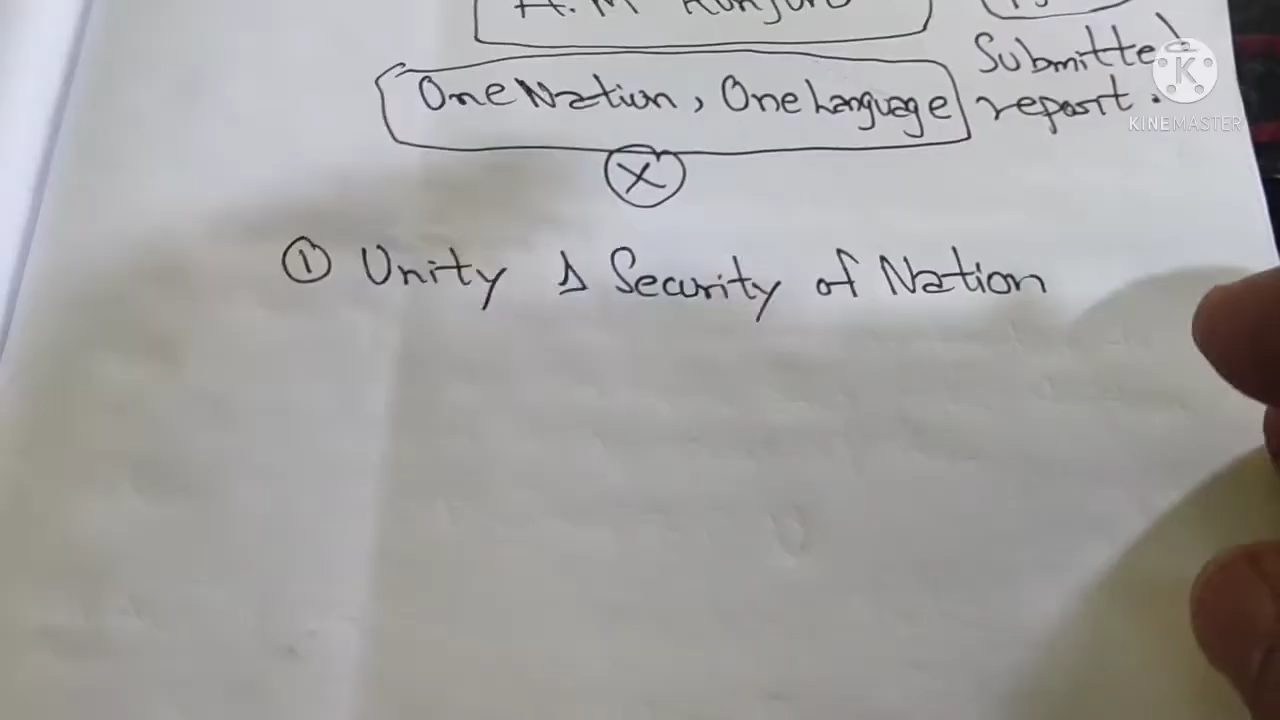 One Nation, One Language
Submitted
report.
X
① Unity & Security of Nation
KINEMASTER